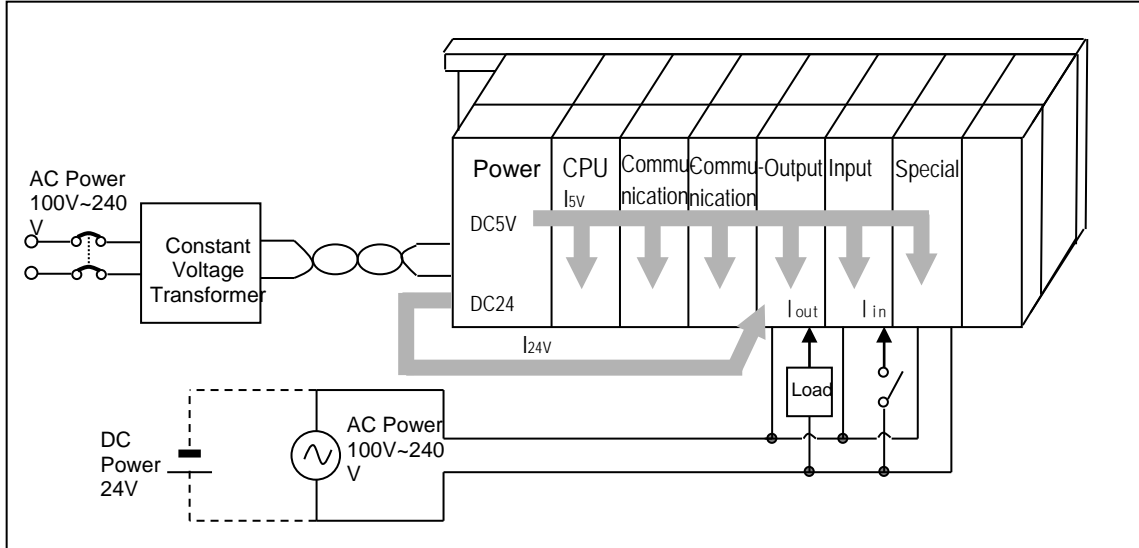 AC Power
100V~240
V
Constant
Voltage
Transformer
Power
CPU
Commu-
nication
Commu-
nication
Output
Input
Special
I5V
DC5V
DC24
I24V
Iout
Iin
Load
DC
Power
24V
AC Power
100V~240
V